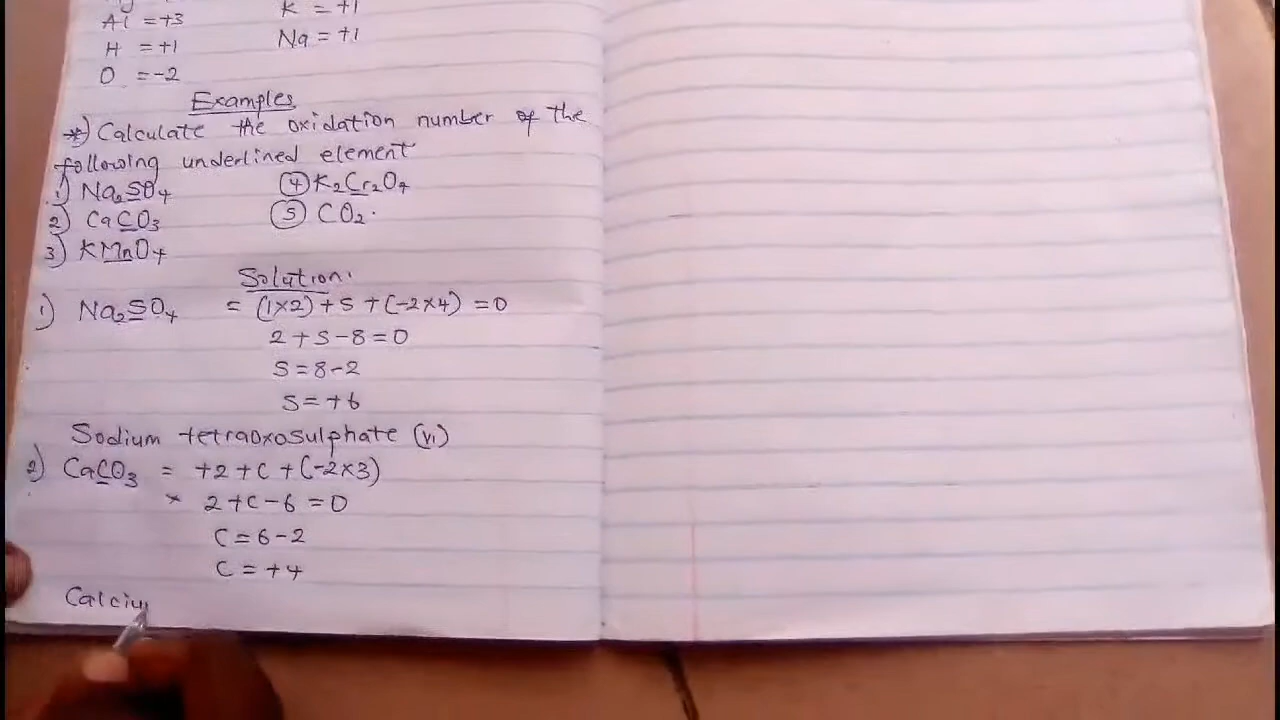 Al = +3
K = +1
H = +1
Na = +1
O = -2
Examples
*) Calculate the oxidation number of the
following underlined element
1) Na₂SO₄
④ K₂Cr₂O₇
2) CaCO₃
⑤ CO₂.
3) KMnO₄
Solution.
1) Na₂SO₄ = (1×2) + S + (-2×4) = 0
2 + S - 8 = 0
S = 8 - 2
S = +6
Sodium tetraoxosulphate (vi)
2) CaCO₃ = +2 + C + (-2×3)
2 + C - 6 = 0
C = 6 - 2
C = +4
Calciu